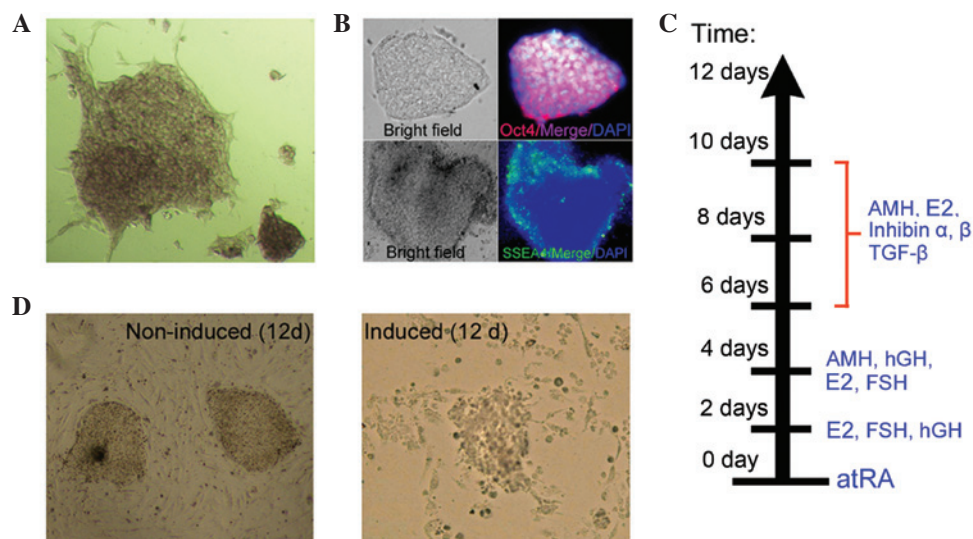 A
B
Bright field
Oct4/Merge/DAPI
Bright field
SSEA4/Merge/DAPI
C
Time:
12 days
10 days
8 days
AMH, E2,
Inhibin α, β
TGF-β
6 days
4 days
AMH, hGH,
E2, FSH
2 days
E2, FSH, hGH
0 day
atRA
D
Non-induced (12d)
Induced (12 d)